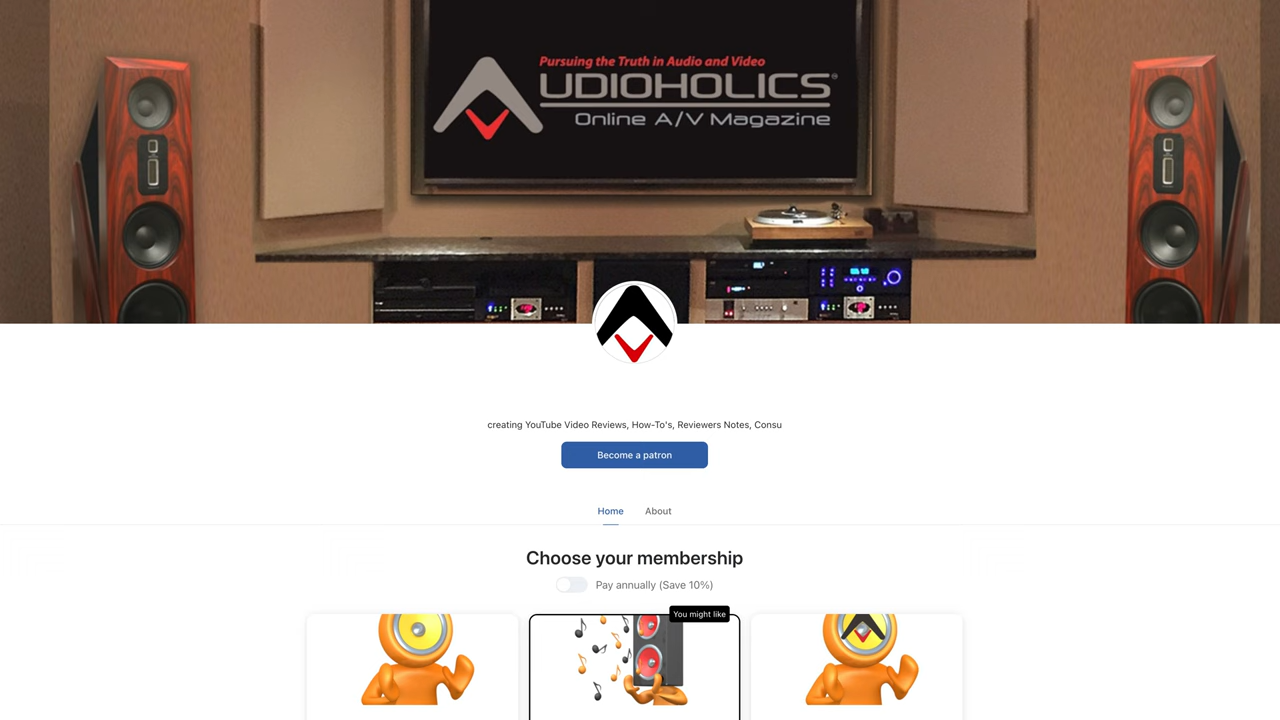 Pursuing the Truth in Audio and Video
AUDIOHOLICS®
Online A/V Magazine
creating YouTube Video Reviews, How-To's, Reviewers Notes, Consu
Become a patron
Home
About
Choose your membership
Pay annually (Save 10%)
You might like